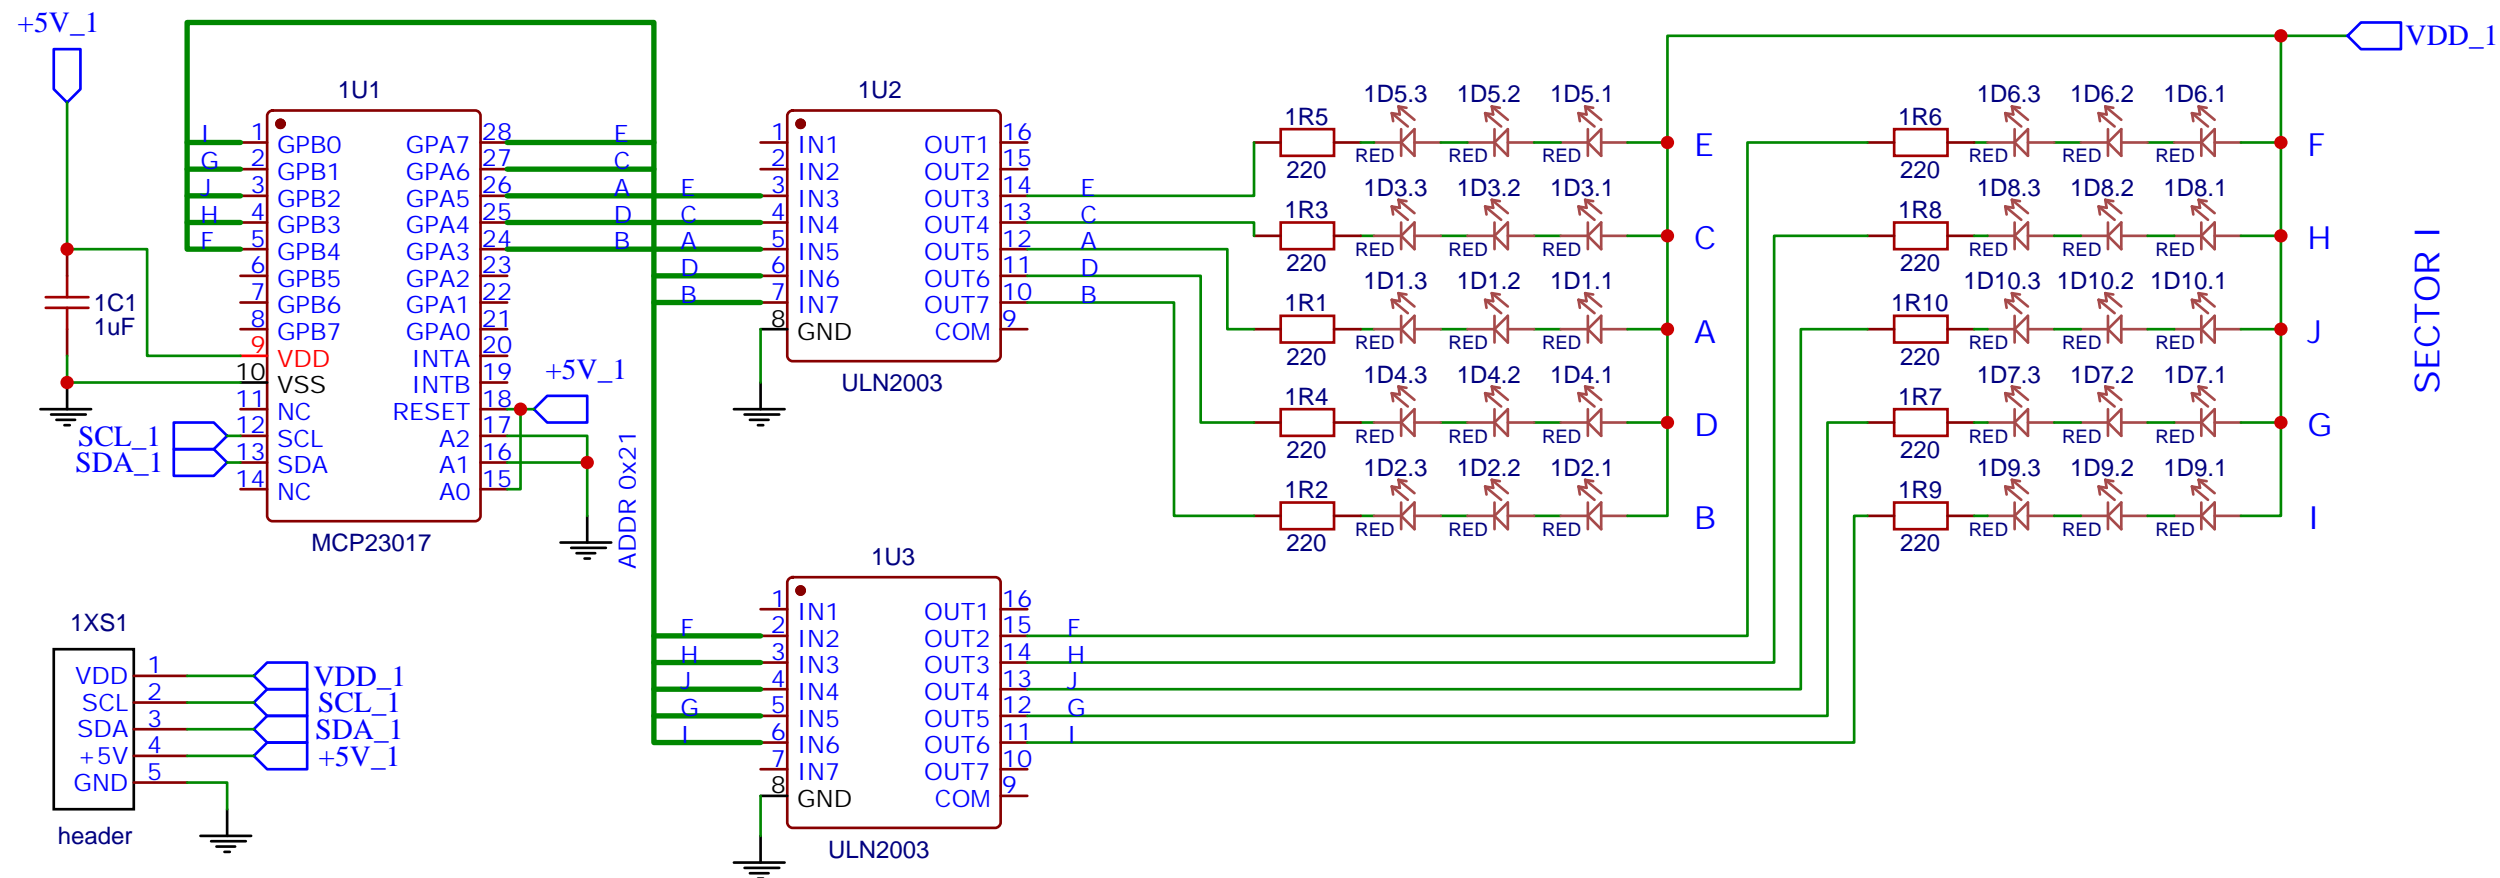 +5V_1
1U1
I 1 GPB0 GPA7 28 E
G 2 GPB1 GPA6 27 C
J 3 GPB2 GPA5 26 A
H 4 GPB3 GPA4 25 D
F 5 GPB4 GPA3 24 B
6 GPB5 GPA2 23
7 GPB6 GPA1 22
8 GPB7 GPA0 21
9 VDD INTA 20
10 VSS INTB 19
11 NC RESET 18
12 SCL A2 17
13 SDA A1 16
14 NC A0 15
MCP23017
1C1
1uF
SCL_1
SDA_1
+5V_1
ADDR 0x21
1U2
1 IN1 OUT1 16
2 IN2 OUT2 15
E 3 IN3 OUT3 14 E
C 4 IN4 OUT4 13 C
A 5 IN5 OUT5 12 A
D 6 IN6 OUT6 11 D
B 7 IN7 OUT7 10 B
8 GND COM 9
ULN2003
1D5.3 1D5.2 1D5.1
1R5
RED RED RED E
220
1D3.3 1D3.2 1D3.1
1R3
RED RED RED C
220
1D1.3 1D1.2 1D1.1
1R1
RED RED RED A
220
1D4.3 1D4.2 1D4.1
1R4
RED RED RED D
220
1D2.3 1D2.2 1D2.1
1R2
RED RED RED B
220
VDD_1
1D6.3 1D6.2 1D6.1
1R6
RED RED RED F
220
1D8.3 1D8.2 1D8.1
1R8
RED RED RED H
220
1D10.3 1D10.2 1D10.1
1R10
RED RED RED J
220
1D7.3 1D7.2 1D7.1
1R7
RED RED RED G
220
1D9.3 1D9.2 1D9.1
1R9
RED RED RED I
220
SECTOR I
1U3
1 IN1 OUT1 16
F 2 IN2 OUT2 15 F
H 3 IN3 OUT3 14 H
J 4 IN4 OUT4 13 J
G 5 IN5 OUT5 12 G
I 6 IN6 OUT6 11 I
7 IN7 OUT7 10
8 GND COM 9
ULN2003
1XS1
VDD 1 VDD_1
SCL 2 SCL_1
SDA 3 SDA_1
+5V 4 +5V_1
GND 5
header